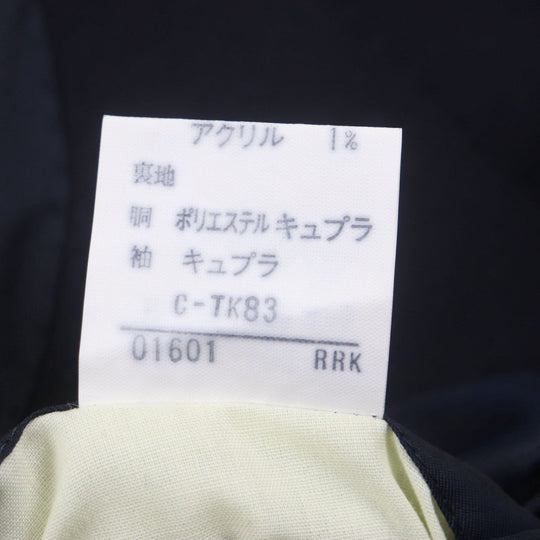 アクリル 1%
裏地
胴 ポリエステル キュプラ
袖 キュプラ
C-TK83
01601 RRK